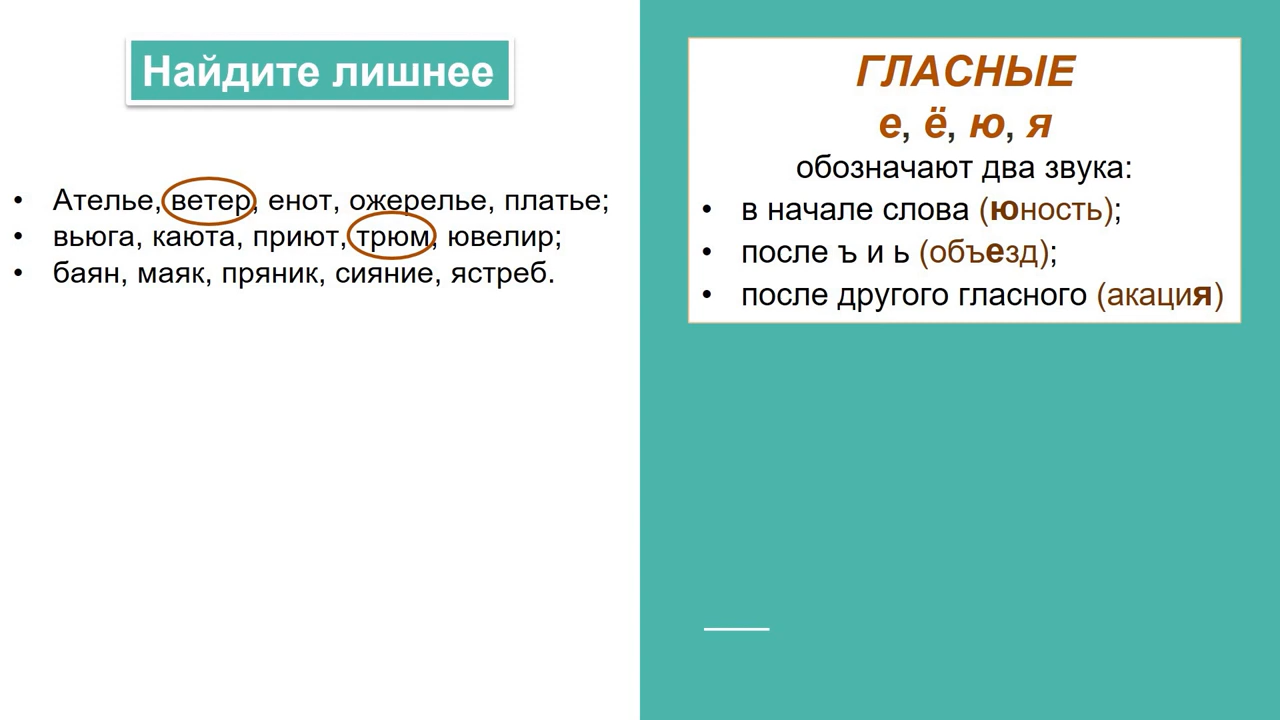 Найдите лишнее
• Ателье, ветер, енот, ожерелье, платье;
• вьюга, каюта, приют, трюм, ювелир;
• баян, маяк, пряник, сияние, ястреб.
ГЛАСНЫЕ
е, ё, ю, я
обозначают два звука:
• в начале слова (юность);
• после ъ и ь (объезд);
• после другого гласного (акация)